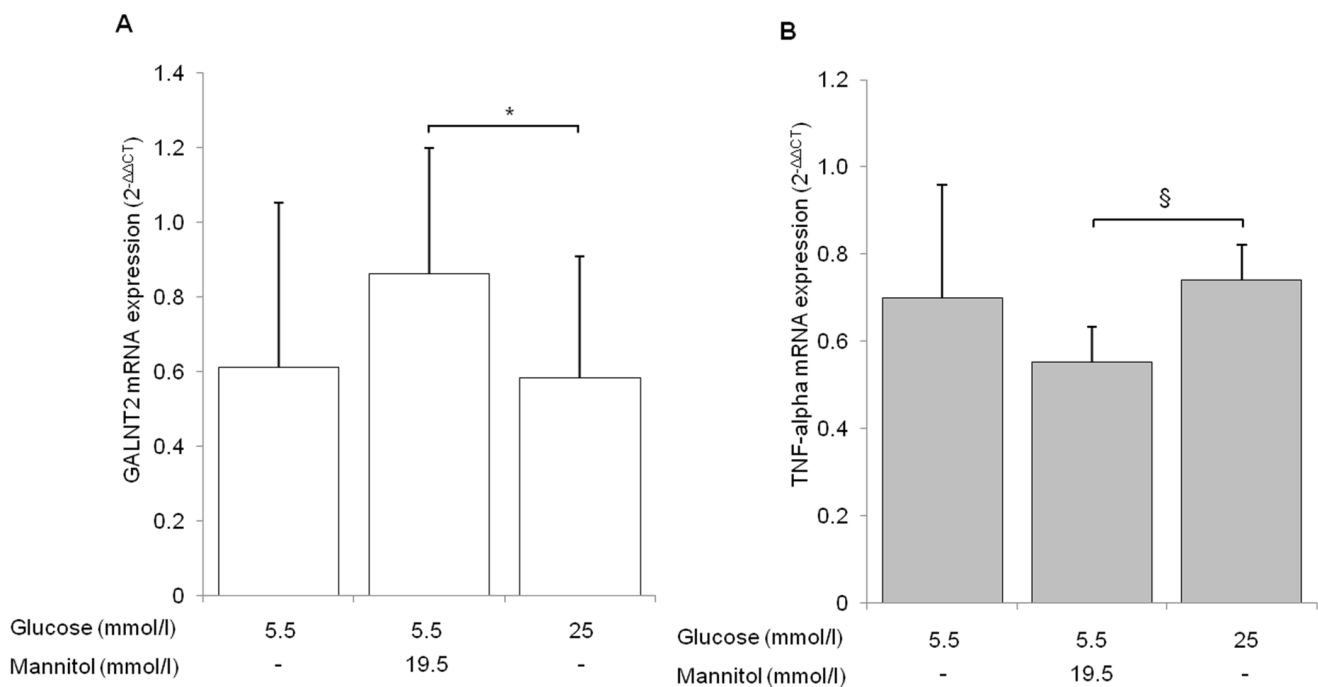 A
GALNT2 mRNA expression (2-ΔΔCT)
1.4
1.2
1.0
0.8
0.6
0.4
0.2
0
*
Glucose (mmol/l) 5.5 5.5 25
Mannitol (mmol/l) - 19.5 -
B
TNF-alpha mRNA expression (2-ΔΔCT)
1.2
1.0
0.8
0.6
0.4
0.2
0
§
Glucose (mmol/l) 5.5 5.5 25
Mannitol (mmol/l) - 19.5 -